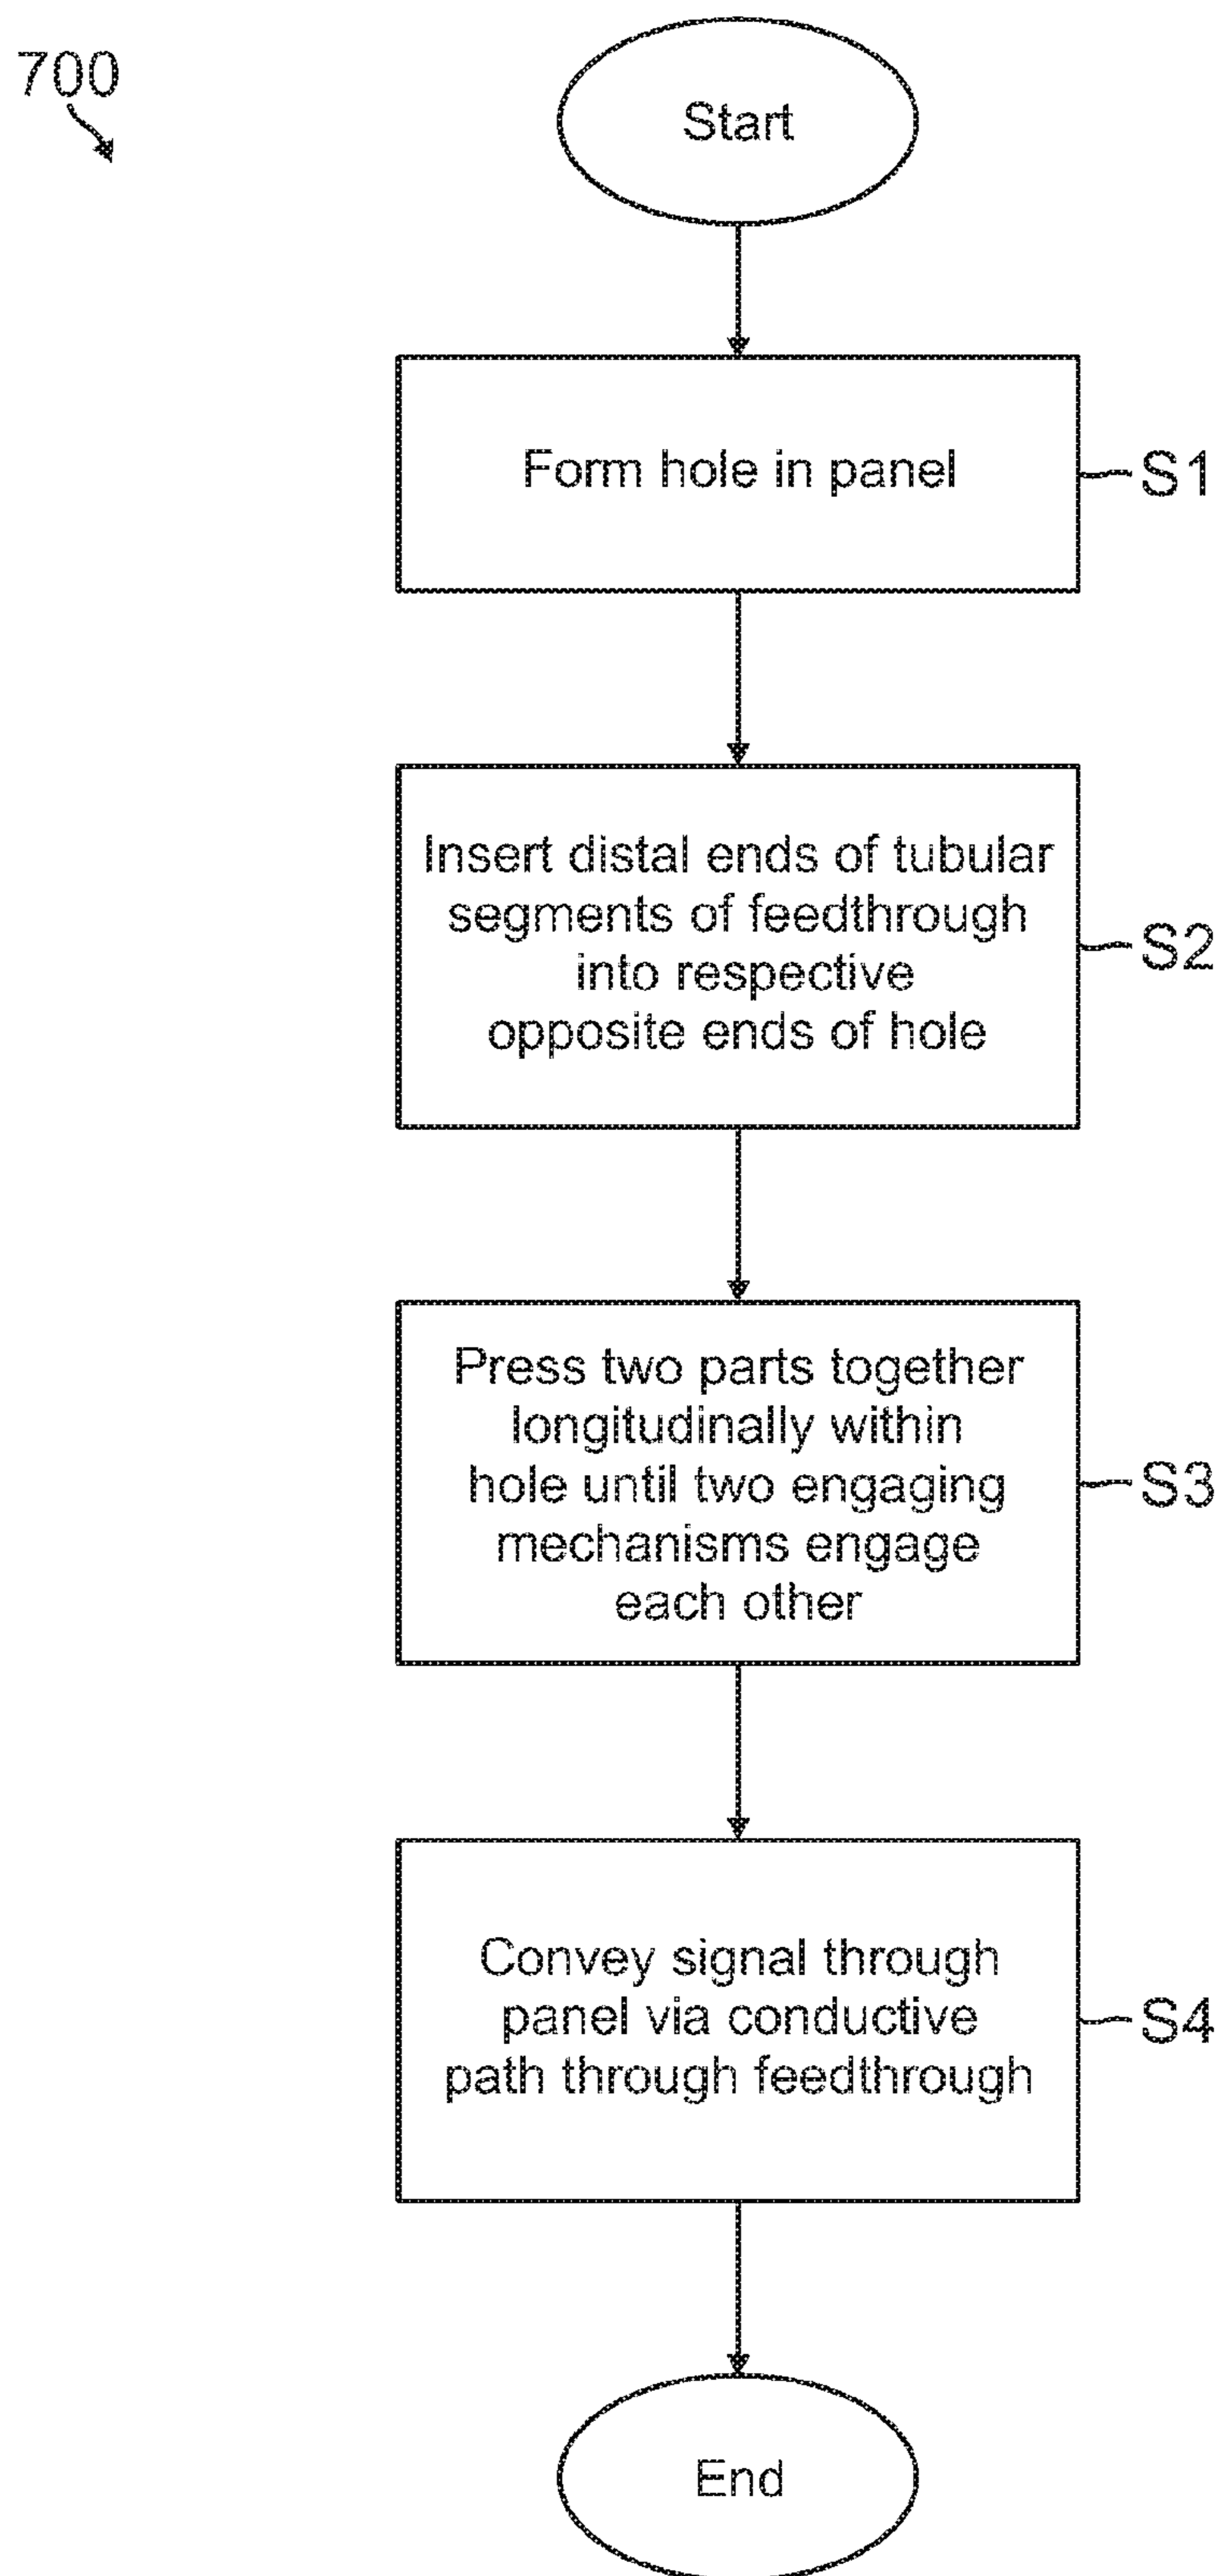 700
Start
Form hole in panel
S1
Insert distal ends of tubular
segments of feedthrough
into respective
opposite ends of hole
S2
Press two parts together
longitudinally within
hole until two engaging
mechanisms engage
each other
S3
Convey signal through
panel via conductive
path through feedthrough
S4
End